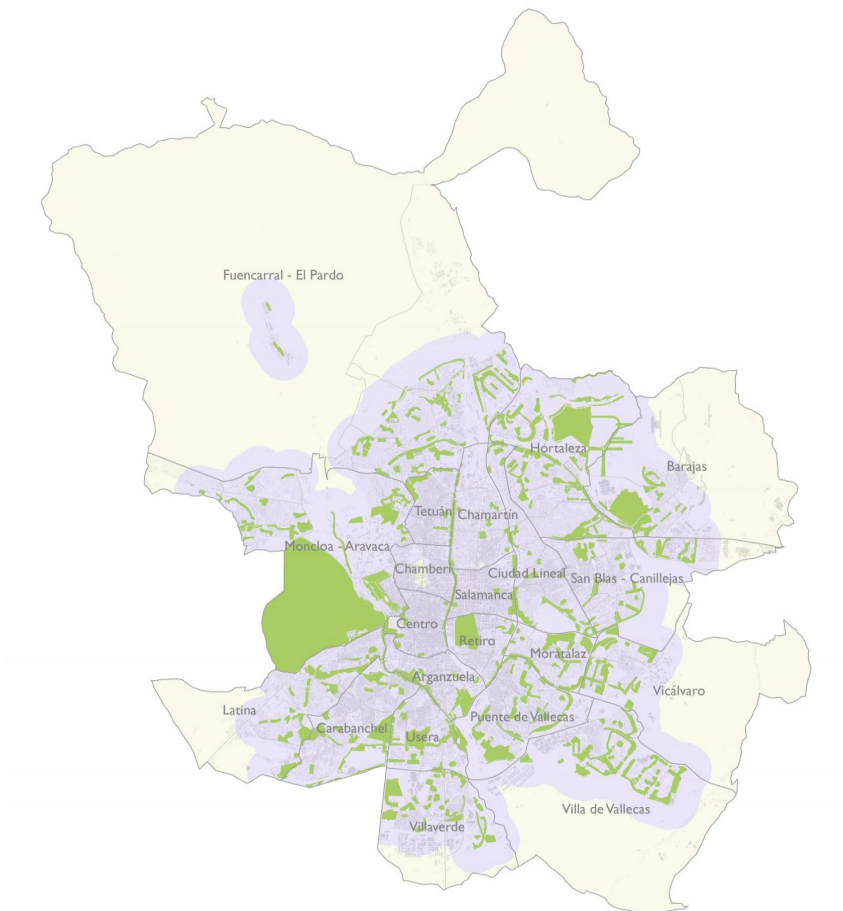 Fuencarral - El Pardo
Hortaleza
Barajas
Tetuán
Chamartín
Moncloa - Aravaca
Chamberí
Ciudad Lineal
San Blas - Canillejas
Salamanca
Centro
Retiro
Moratalaz
Arganzuela
Vicálvaro
Latina
Puente de Vallecas
Carabanchel
Usera
Villa de Vallecas
Villaverde